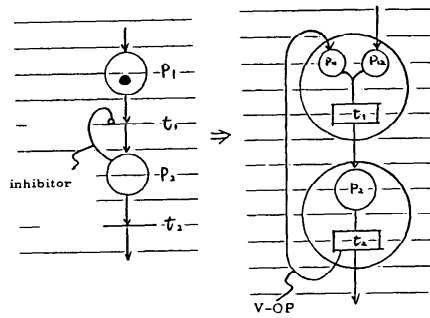 P₁
t₁
inhibitor
P₂
t₂
⇒
P₁₁ P₁₂
t₁
P₂
t₂
V-OP